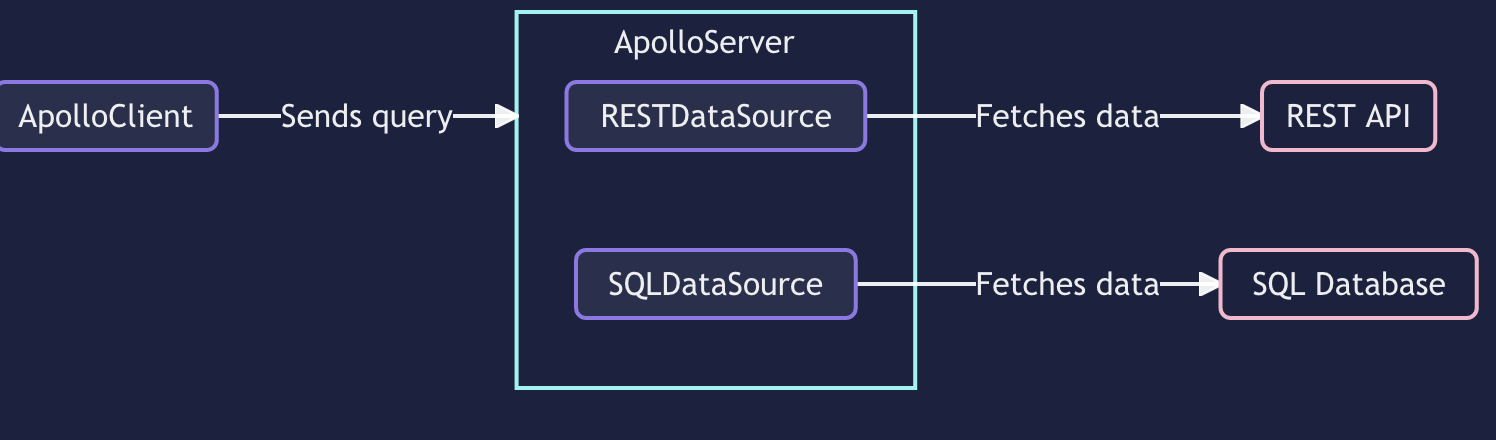 ApolloServer
ApolloClient
Sends query
RESTDataSource
Fetches data
REST API
SQLDataSource
Fetches data
SQL Database